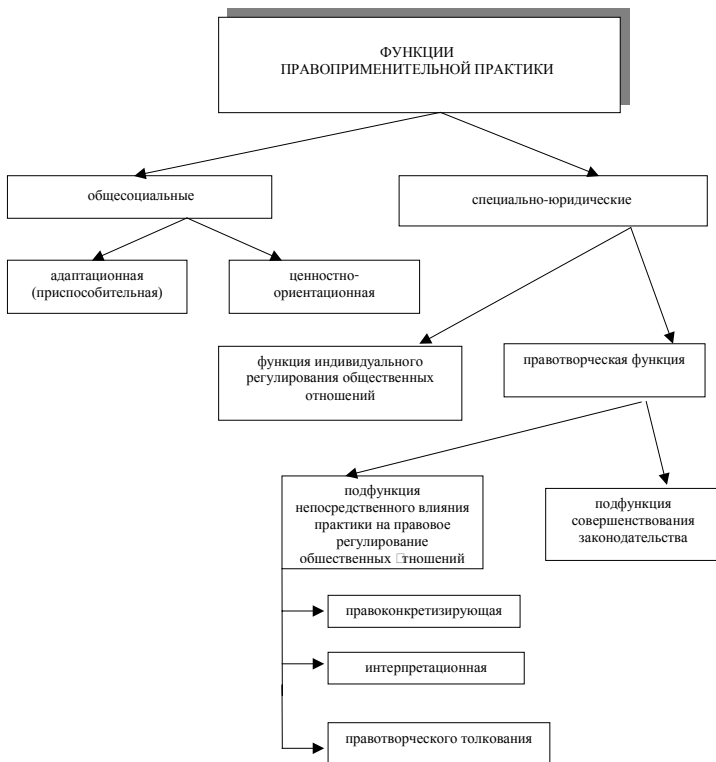 ФУНКЦИИ
ПРАВОПРИМЕНИТЕЛЬНОЙ ПРАКТИКИ
общесоциальные
специально-юридические
адаптационная
(приспособительная)
ценностно-
ориентационная
функция индивидуального
регулирования общественных
отношений
правотворческая функция
подфункция
непосредственного влияния
практики на правовое
регулирование
общественных □тношений
подфункция
совершенствования
законодательства
правоконкретизирующая
интерпретационная
правотворческого толкования